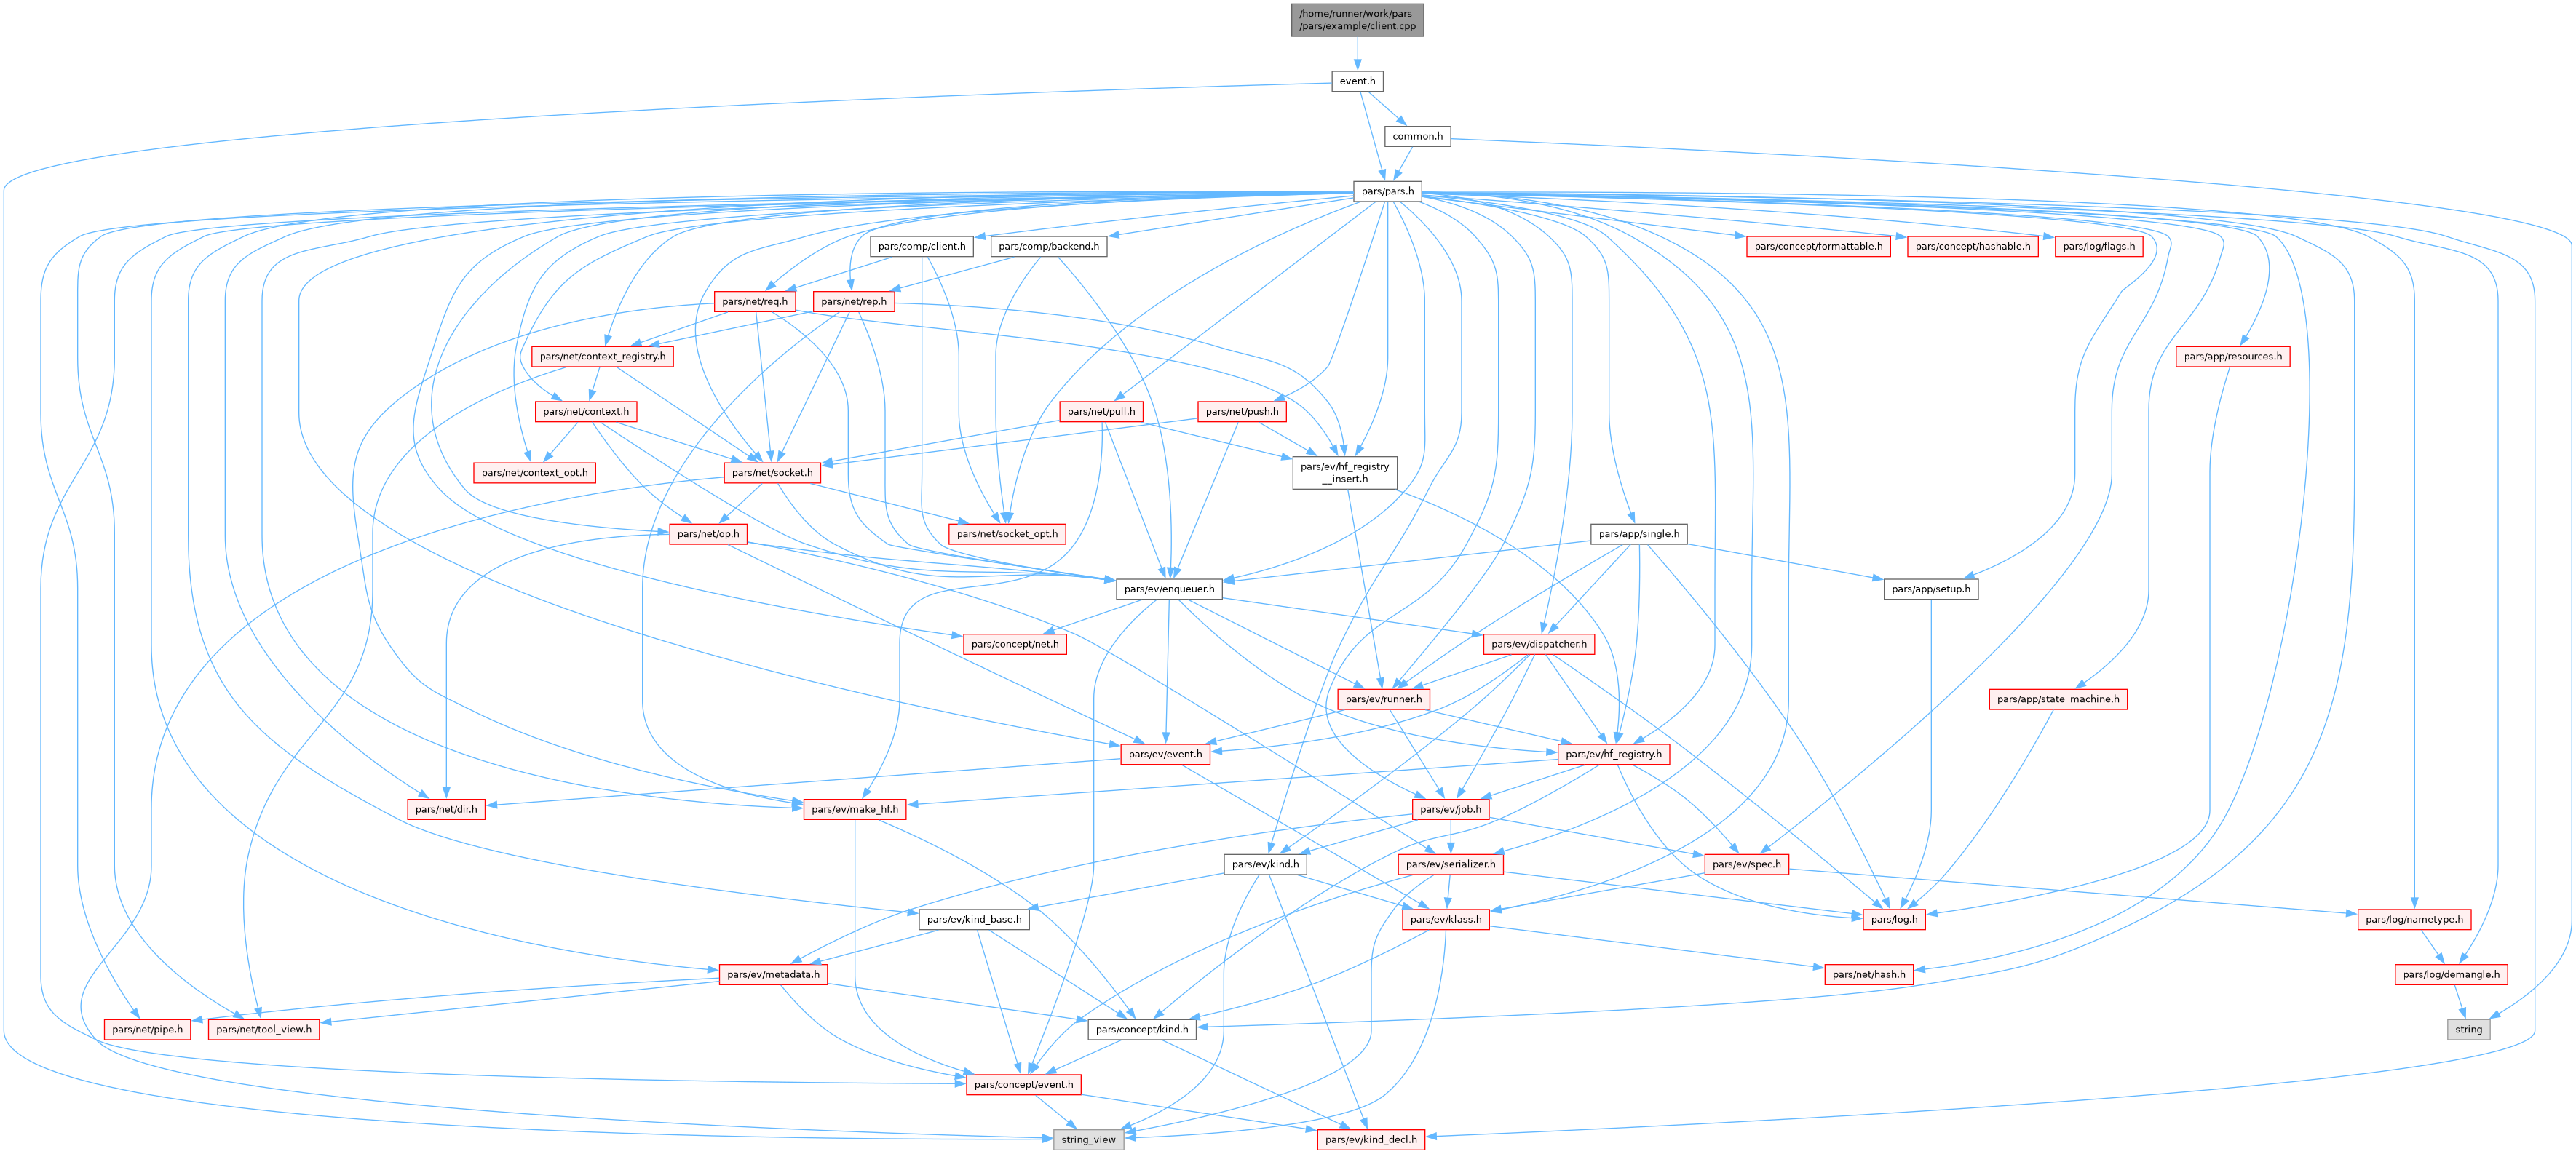 /home/runner/work/pars
/pars/example/client.cpp
event.h
common.h
pars/pars.h
pars/comp/client.h
pars/comp/backend.h
pars/concept/formattable.h
pars/concept/hashable.h
pars/log/flags.h
pars/net/req.h
pars/net/rep.h
pars/net/context_registry.h
pars/app/resources.h
pars/net/context.h
pars/net/pull.h
pars/net/push.h
pars/net/context_opt.h
pars/net/socket.h
pars/ev/hf_registry
__insert.h
pars/net/op.h
pars/net/socket_opt.h
pars/app/single.h
pars/ev/enqueuer.h
pars/app/setup.h
pars/concept/net.h
pars/ev/dispatcher.h
pars/ev/runner.h
pars/app/state_machine.h
pars/ev/event.h
pars/ev/hf_registry.h
pars/net/dir.h
pars/ev/make_hf.h
pars/ev/job.h
pars/ev/kind.h
pars/ev/serializer.h
pars/ev/spec.h
pars/ev/kind_base.h
pars/ev/klass.h
pars/log.h
pars/log/nametype.h
pars/ev/metadata.h
pars/net/hash.h
pars/log/demangle.h
pars/net/pipe.h
pars/net/tool_view.h
pars/concept/kind.h
string
pars/concept/event.h
string_view
pars/ev/kind_decl.h